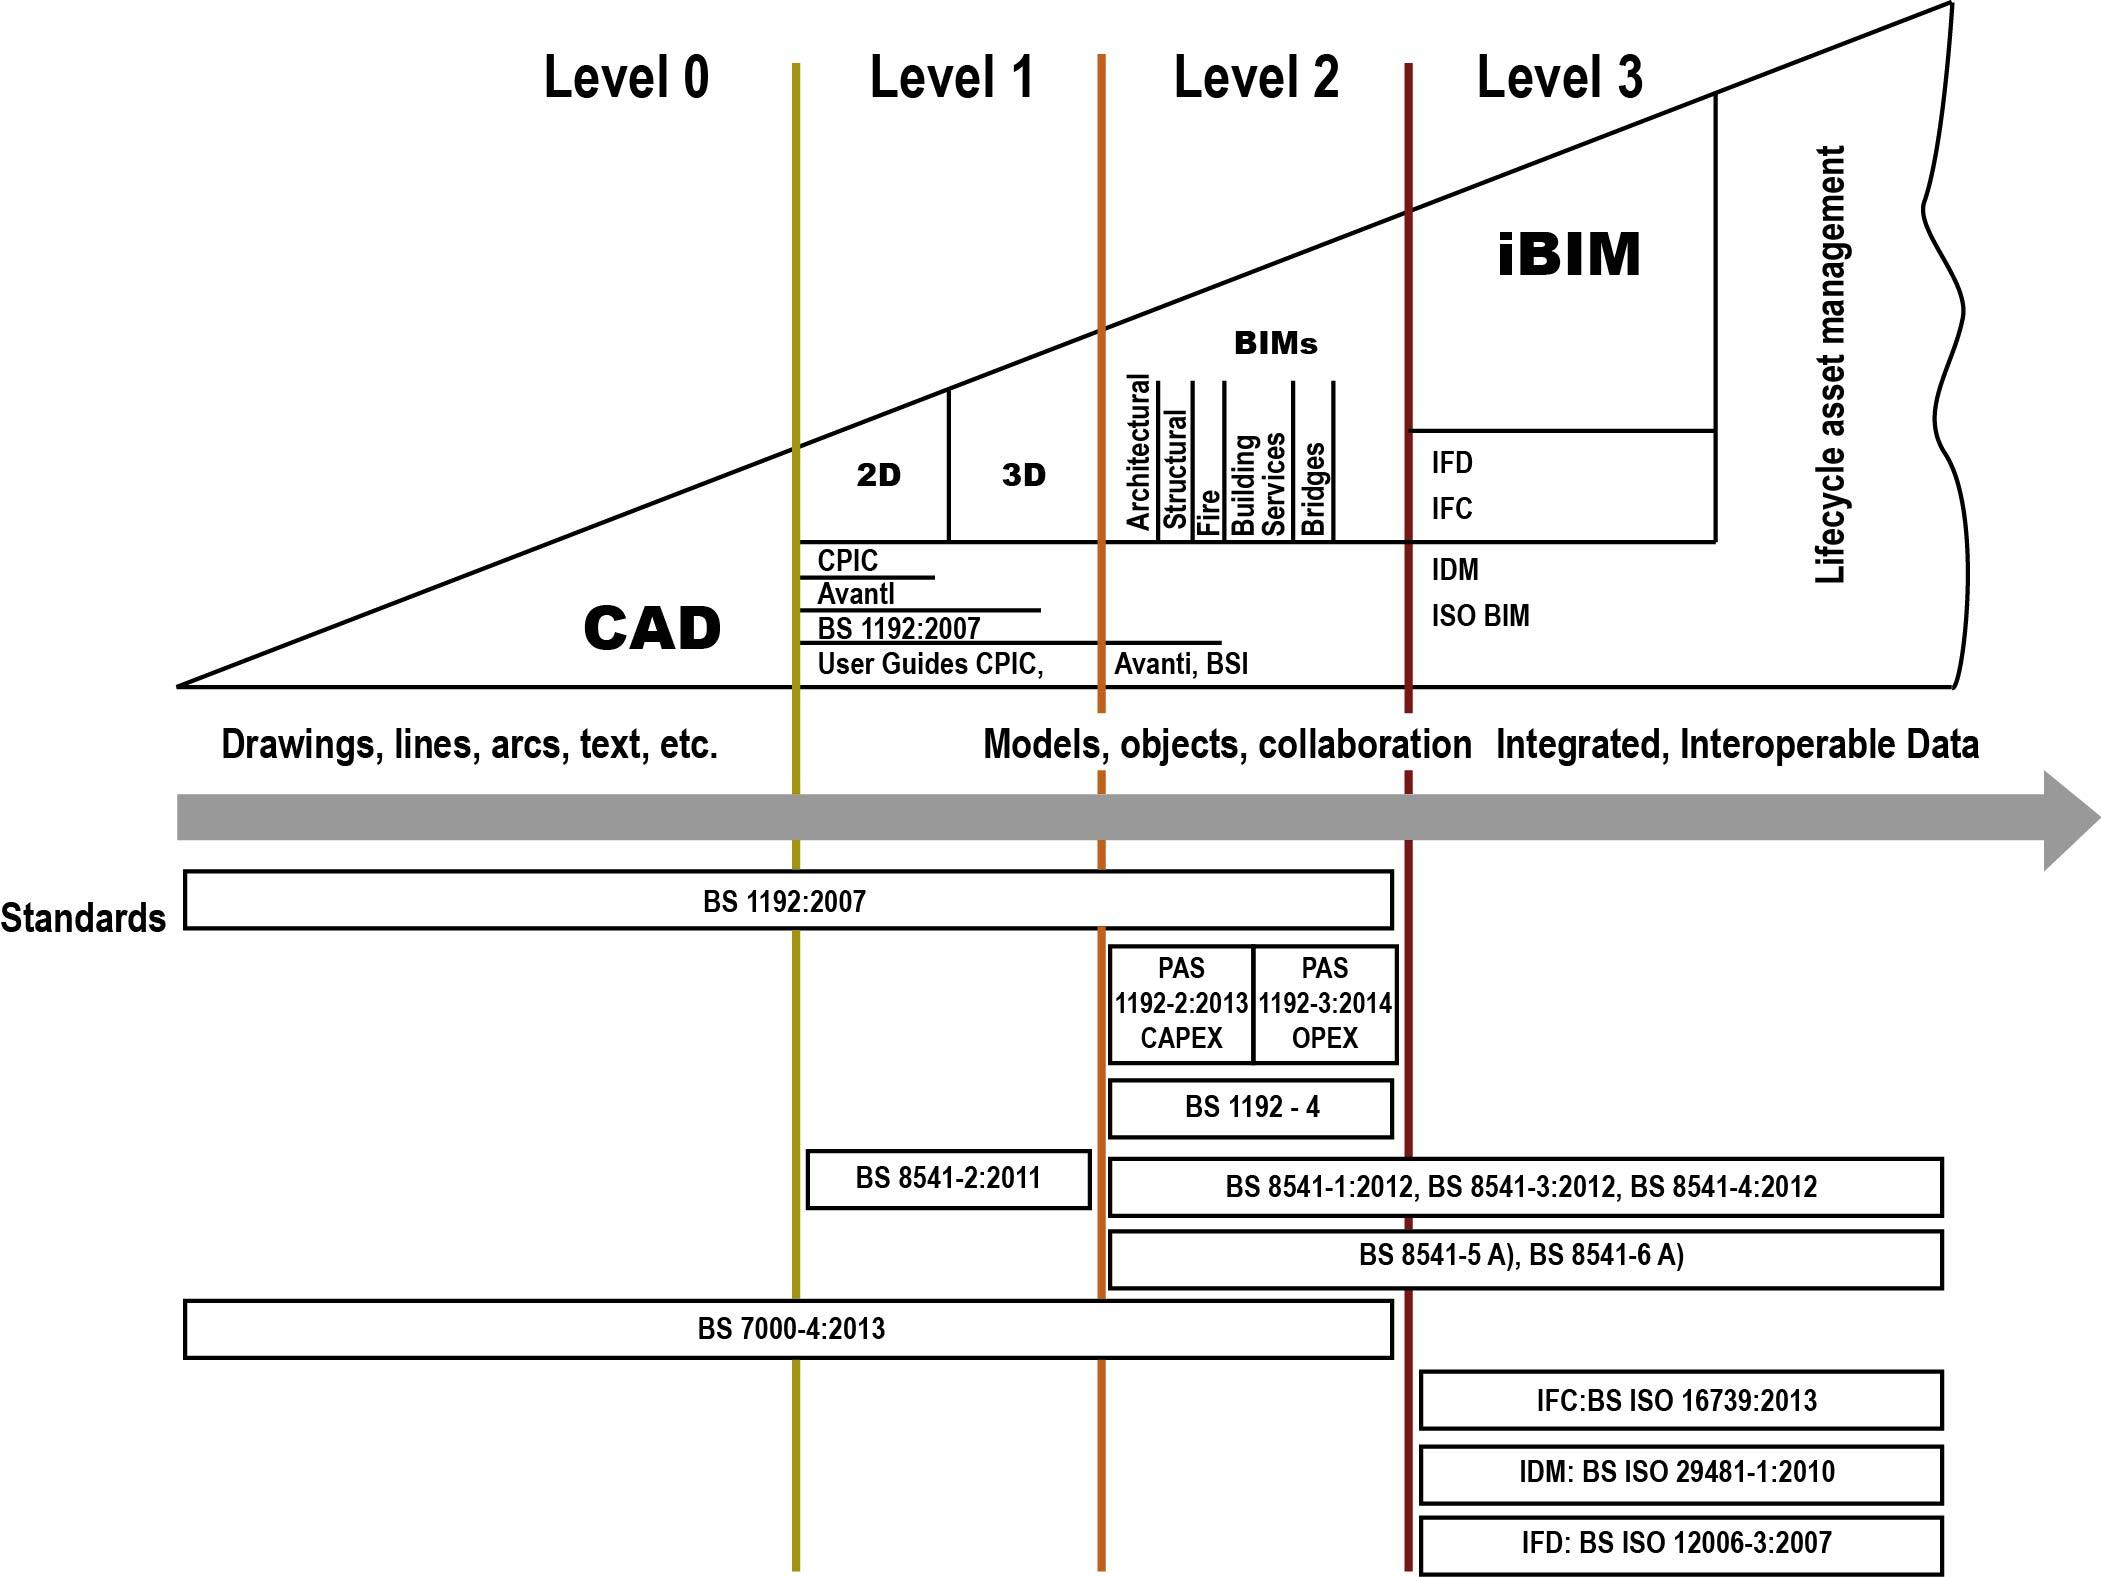 Level 0
Level 1
Level 2
Level 3
iBIM
Lifecycle asset management
BIMs
2D
3D
Architectural
Structural
Fire
Building
Services
Bridges
IFD
IFC
CPIC
AvantI
BS 1192:2007
User Guides CPIC,
Avanti, BSI
IDM
ISO BIM
CAD
Drawings, lines, arcs, text, etc.
Models, objects, collaboration
Integrated, Interoperable Data
Standards
BS 1192:2007
PAS
1192-2:2013
CAPEX
PAS
1192-3:2014
OPEX
BS 1192 - 4
BS 8541-2:2011
BS 8541-1:2012, BS 8541-3:2012, BS 8541-4:2012
BS 8541-5 A), BS 8541-6 A)
BS 7000-4:2013
IFC:BS ISO 16739:2013
IDM: BS ISO 29481-1:2010
IFD: BS ISO 12006-3:2007